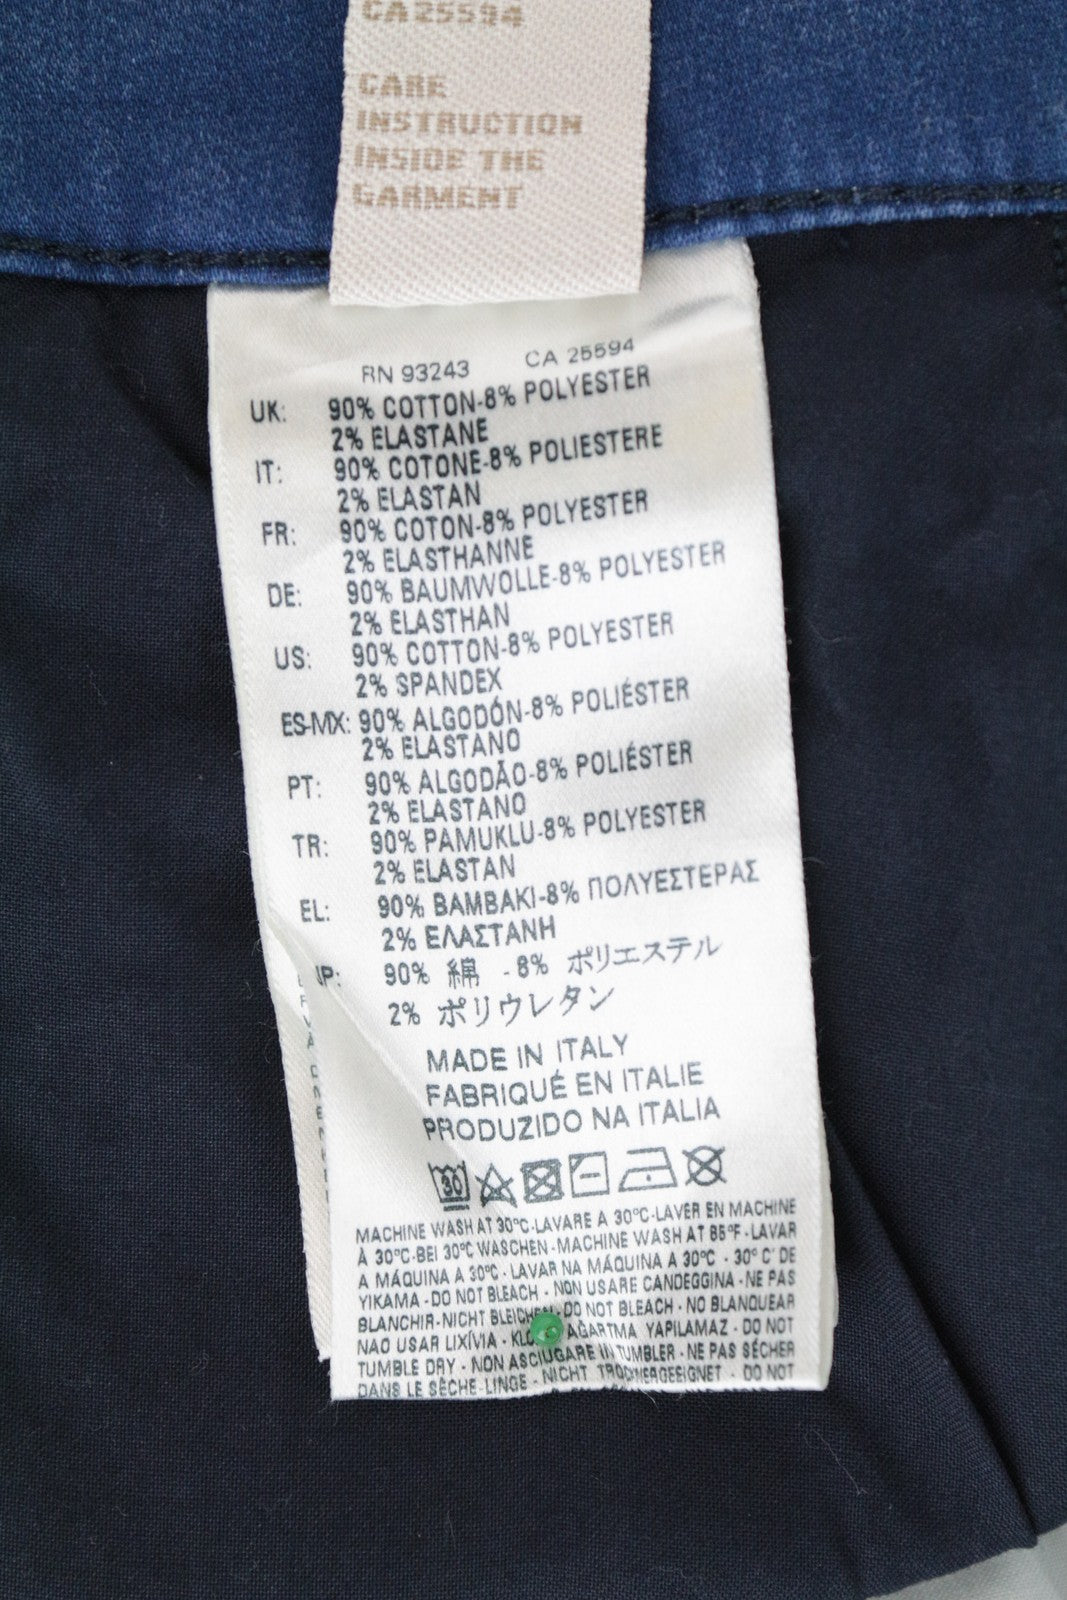 CA25594
CARE
INSTRUCTION
INSIDE THE
GARMENT
RN 93243 CA 25594
UK: 90% COTTON-8% POLYESTER
2% ELASTANE
IT: 90% COTONE-8% POLIESTERE
2% ELASTAN
FR: 90% COTON-8% POLYESTER
2% ELASTHANNE
DE: 90% BAUMWOLLE-8% POLYESTER
2% ELASTHAN
US: 90% COTTON-8% POLYESTER
2% SPANDEX
ES-MX: 90% ALGODÓN-8% POLIÉSTER
2% ELASTANO
PT: 90% ALGODÃO-8% POLIÉSTER
2% ELASTANO
TR: 90% PAMUKLU-8% POLYESTER
2% ELASTAN
EL: 90% ΒΑΜΒΑΚΙ-8% ΠΟΛΥΕΣΤΕΡΑΣ
2% ΕΛΑΣΤΑΝΗ
JP: 90% 綿 -8% ポリエステル
2% ポリウレタン
MADE IN ITALY
FABRIQUÉ EN ITALIE
PRODUZIDO NA ITALIA
30
MACHINE WASH AT 30°C-LAVARE A 30°C-LAVER EN MACHINE
À 30°C-BEI 30°C WASCHEN-MACHINE WASH AT 85°F-LAVAR
A MÁQUINA A 30°C - LAVAR NA MÁQUINA A 30°C - 30° C' DE
YIKAMA-DO NOT BLEACH - NON USARE CANDEGGINA-NE PAS
BLANCHIR-NICHT BLEICHEN-DO NOT BLEACH-NO BLANQUEAR
NAO USAR LIXÍVIA - AĞARTMA YAPILAMAZ - DO NOT
TUMBLE DRY - NON ASCIUGARE IN TUMBLER - NE PAS SÉCHER
DANS LE SÈCHE-LINGE - NICHT TROCKNERGEEIGNET - DO NOT